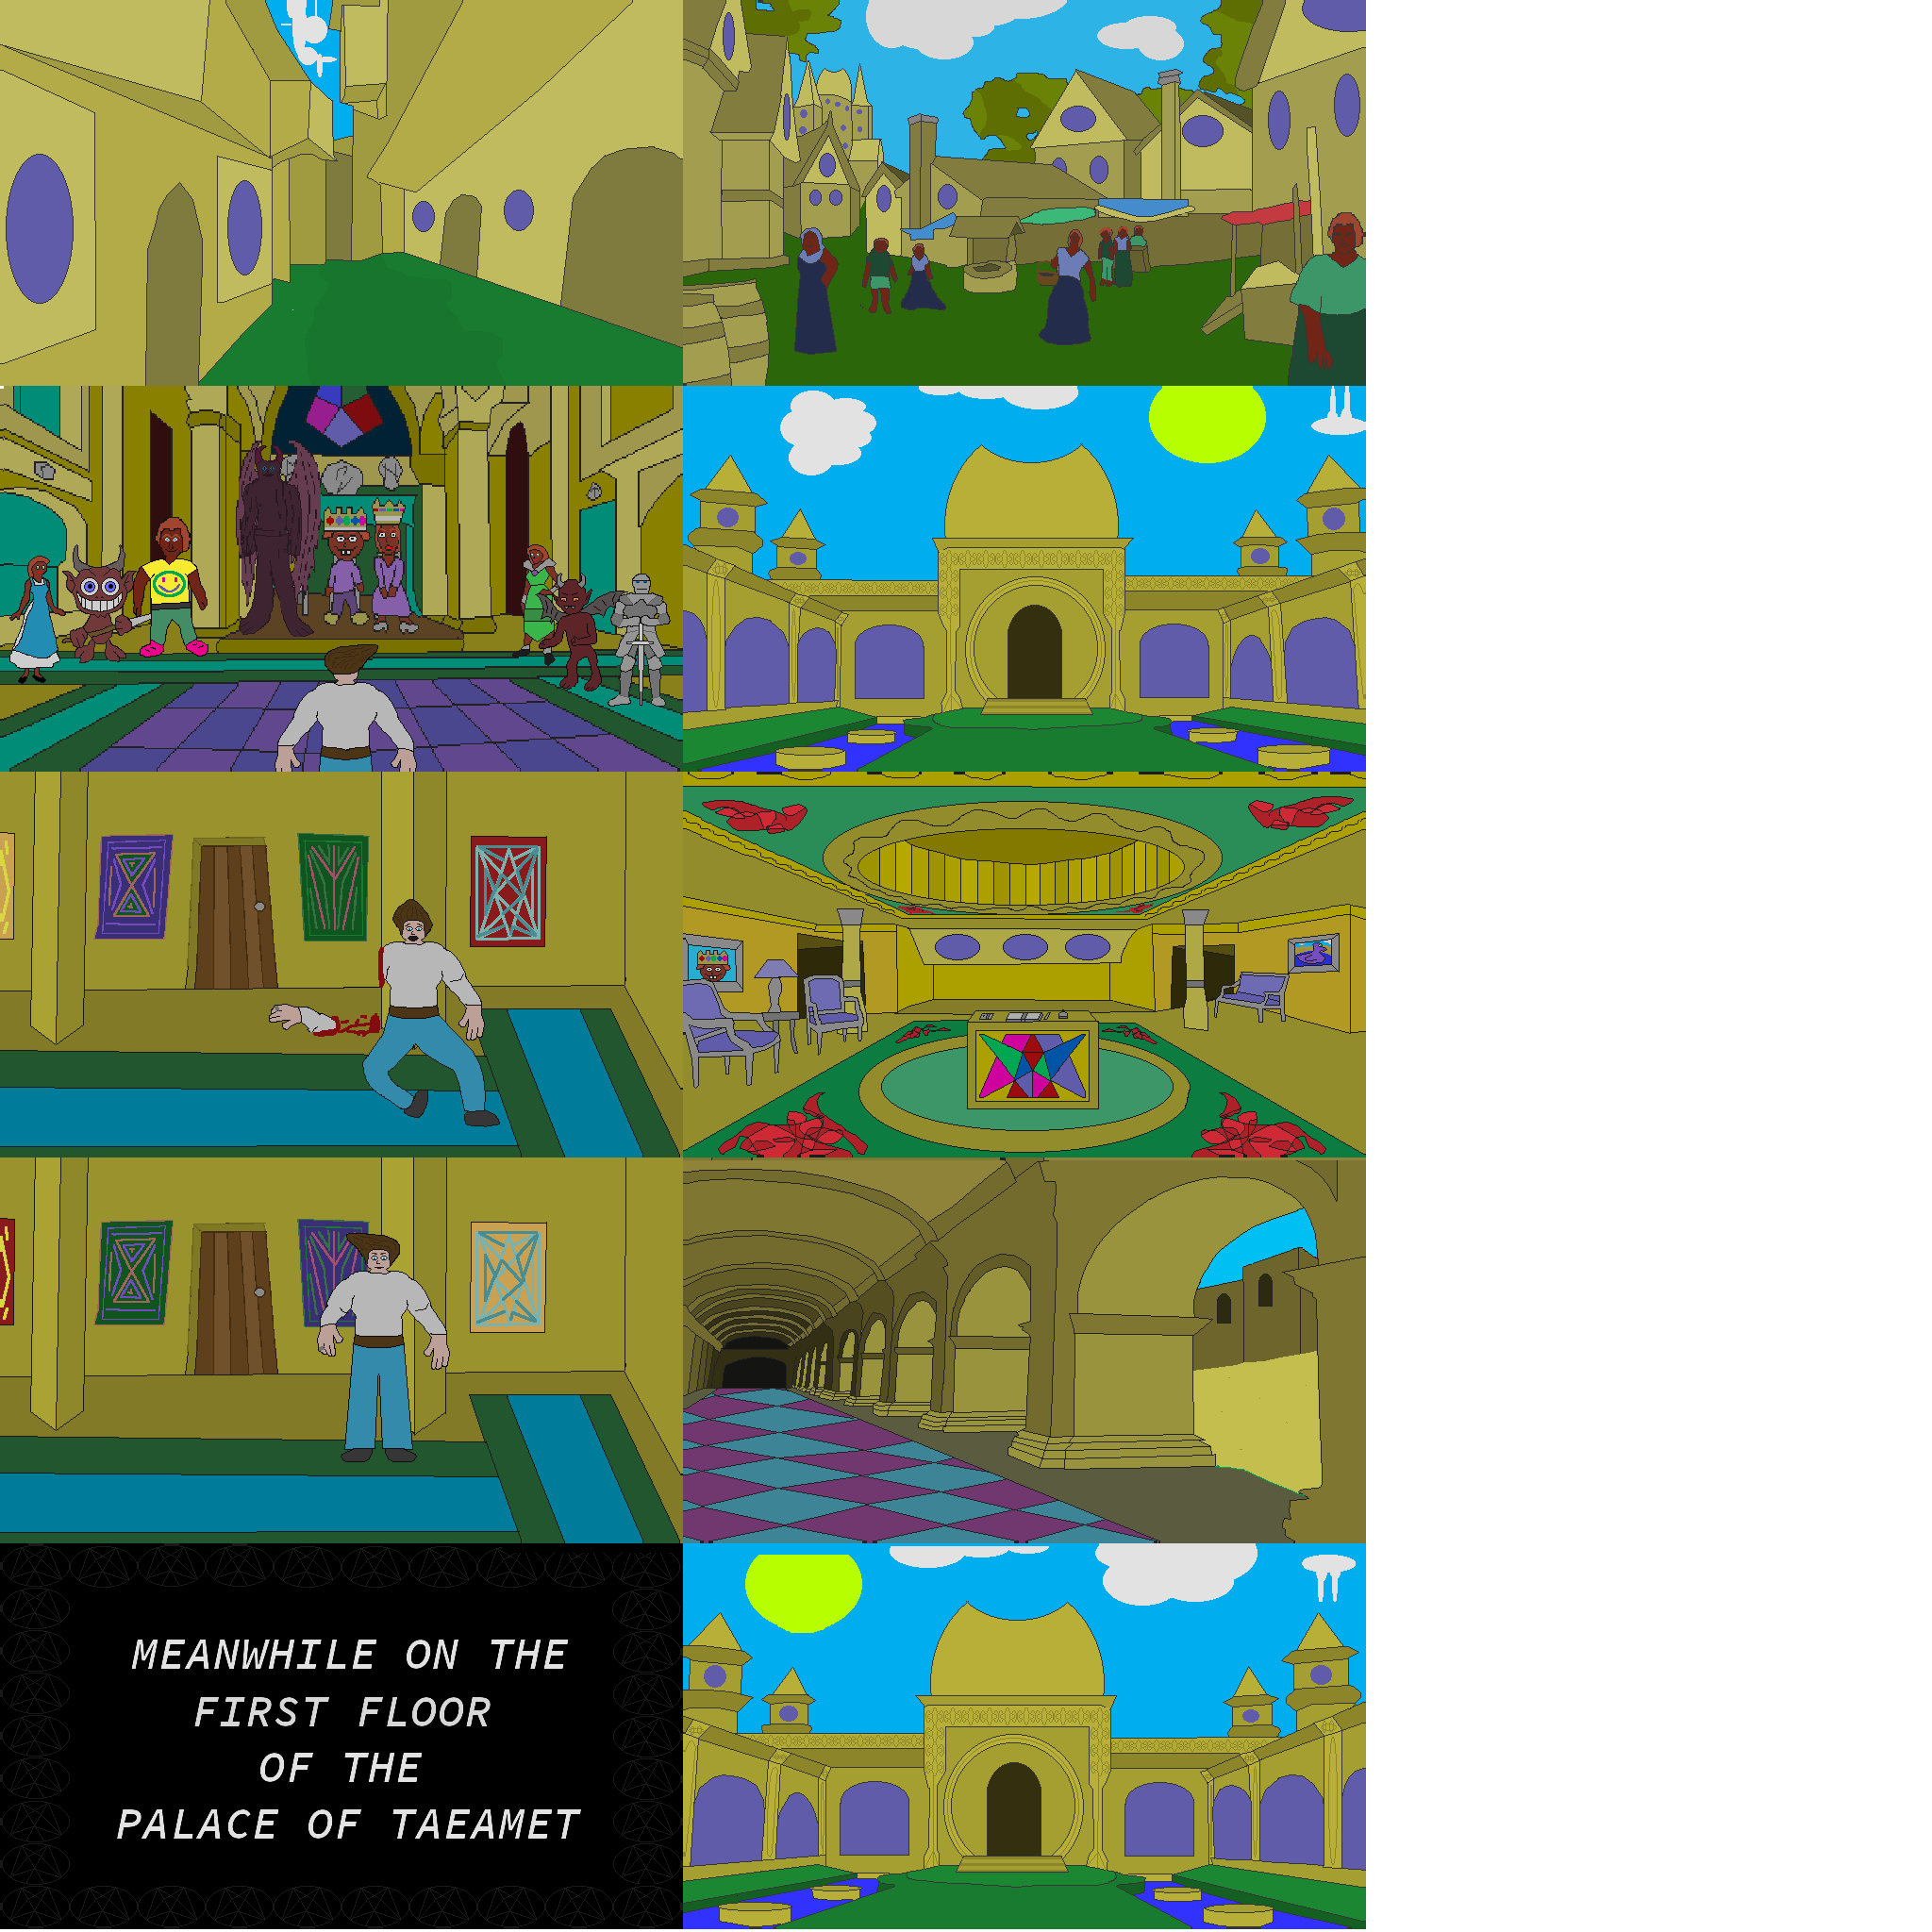 MEANWHILE ON THE
FIRST FLOOR
OF THE
PALACE OF TAEAMET